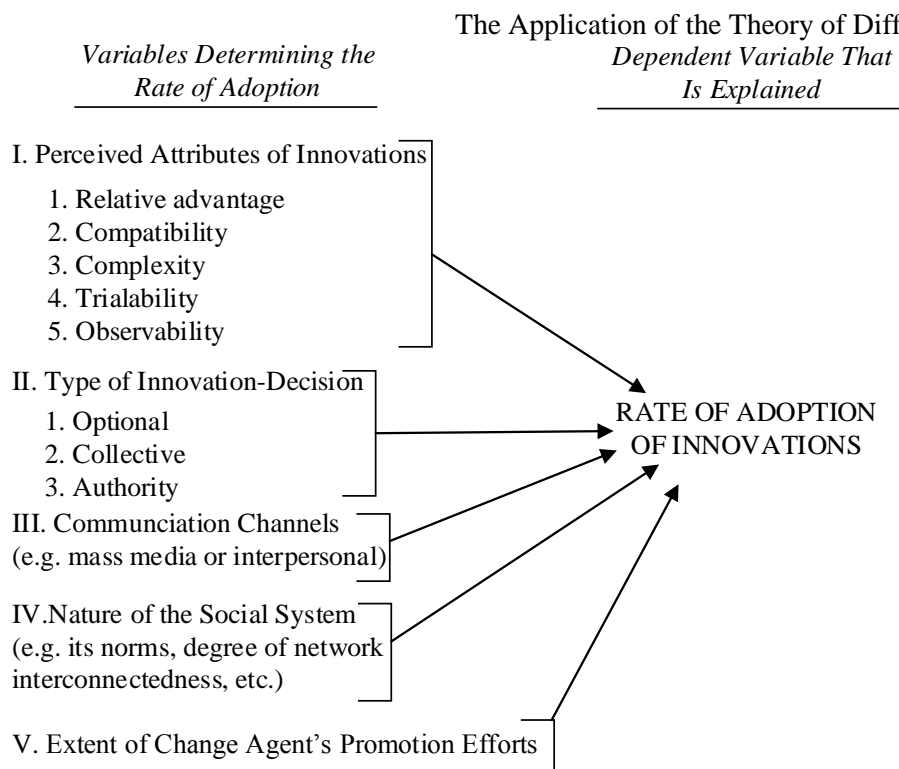 The Application of the Theory of Diff
Variables Determining the
Rate of Adoption
Dependent Variable That
Is Explained
I. Perceived Attributes of Innovations
1. Relative advantage
2. Compatibility
3. Complexity
4. Trialability
5. Observability
II. Type of Innovation-Decision
1. Optional
2. Collective
3. Authority
III. Communciation Channels
(e.g. mass media or interpersonal)
IV.Nature of the Social System
(e.g. its norms, degree of network
interconnectedness, etc.)
V. Extent of Change Agent’s Promotion Efforts
RATE OF ADOPTION
OF INNOVATIONS